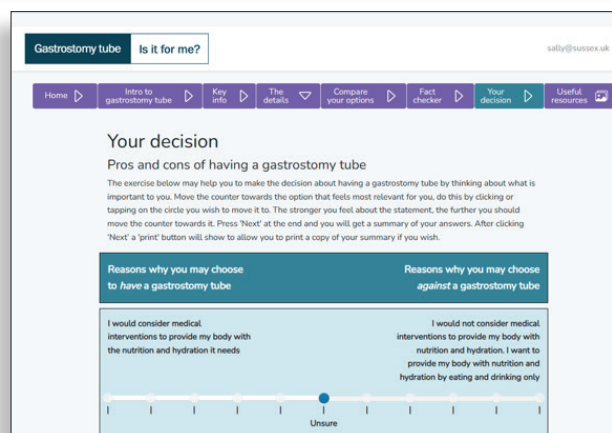 Gastrostomy tube Is it for me?
sally@sussex.uk
Home
Intro to
gastrostomy tube
Key
info
The
details
Compare
your options
Fact
checker
Your
decision
Useful
resources
Your decision
Pros and cons of having a gastrostomy tube
The exercise below may help you to make the decision about having a gastrostomy tube by thinking about what is
important to you. Move the counter towards the option that feels most relevant for you, do this by clicking or
tapping on the circle you wish to move it to. The stronger you feel about the statement, the further you should
move the counter towards it. Press 'Next' at the end and you will get a summary of your answers. After clicking
'Next' a 'print' button will show to allow you to print a copy of your summary if you wish.
Reasons why you may choose
to have a gastrostomy tube
Reasons why you may choose
against a gastrostomy tube
I would consider medical
interventions to provide my body with
the nutrition and hydration it needs
I would not consider medical
interventions to provide my body with
nutrition and hydration. I want to
provide my body with nutrition and
hydration by eating and drinking only
Unsure